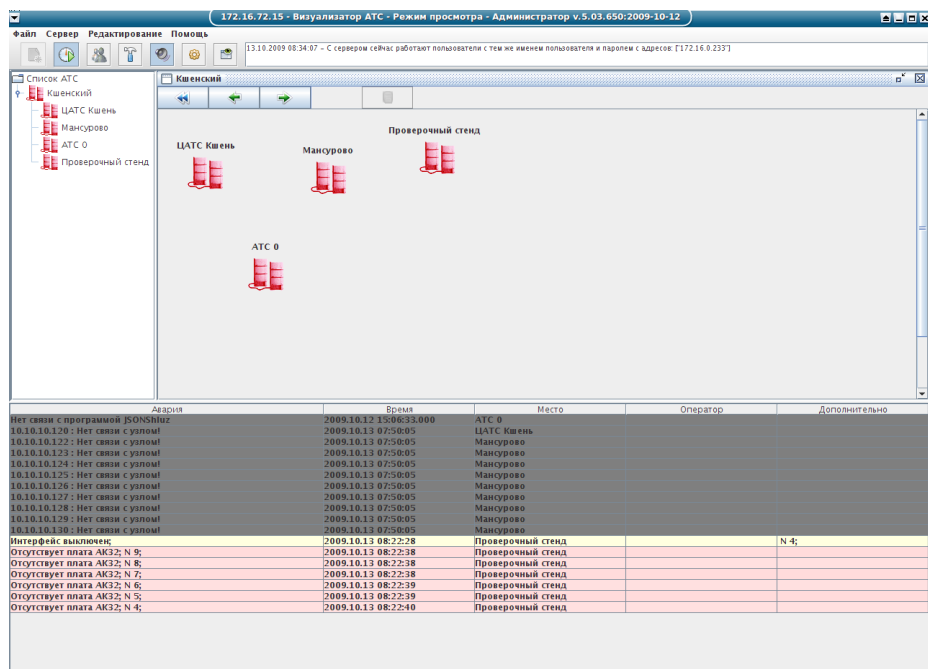 172.16.72.15 - Визуализатор АТС - Режим просмотра - Администратор v.5.03.650:2009-10-12
Файл Сервер Редактирование Помощь
13.10.2009 08:34:07 - С сервером сейчас работают пользователи с тем же именем пользователя и паролем с адресов: ["172.16.0.233"]
Список АТС
Кшенский
ЦАТС Кшень
Мансурово
АТС 0
Проверочный стенд
Кшенский
Проверочный стенд
ЦАТС Кшень
Мансурово
АТС 0
Авария Время Место Оператор Дополнительно
Нет связи с программой JSONShluz 2009.10.12 15:06:33.000 АТС 0
10.10.10.120 : Нет связи с узлом! 2009.10.13 07:50:05 ЦАТС Кшень
10.10.10.122 : Нет связи с узлом! 2009.10.13 07:50:05 Мансурово
10.10.10.123 : Нет связи с узлом! 2009.10.13 07:50:05 Мансурово
10.10.10.124 : Нет связи с узлом! 2009.10.13 07:50:05 Мансурово
10.10.10.125 : Нет связи с узлом! 2009.10.13 07:50:05 Мансурово
10.10.10.126 : Нет связи с узлом! 2009.10.13 07:50:05 Мансурово
10.10.10.127 : Нет связи с узлом! 2009.10.13 07:50:05 Мансурово
10.10.10.128 : Нет связи с узлом! 2009.10.13 07:50:05 Мансурово
10.10.10.129 : Нет связи с узлом! 2009.10.13 07:50:05 Мансурово
10.10.10.130 : Нет связи с узлом! 2009.10.13 07:50:05 Мансурово
Интерфейс выключен; 2009.10.13 08:22:28 Проверочный стенд N 4;
Отсутствует плата АК32; N 9; 2009.10.13 08:22:38 Проверочный стенд
Отсутствует плата АК32; N 8; 2009.10.13 08:22:38 Проверочный стенд
Отсутствует плата АК32; N 7; 2009.10.13 08:22:38 Проверочный стенд
Отсутствует плата АК32; N 6; 2009.10.13 08:22:39 Проверочный стенд
Отсутствует плата АК32; N 5; 2009.10.13 08:22:39 Проверочный стенд
Отсутствует плата АК32; N 4; 2009.10.13 08:22:40 Проверочный стенд